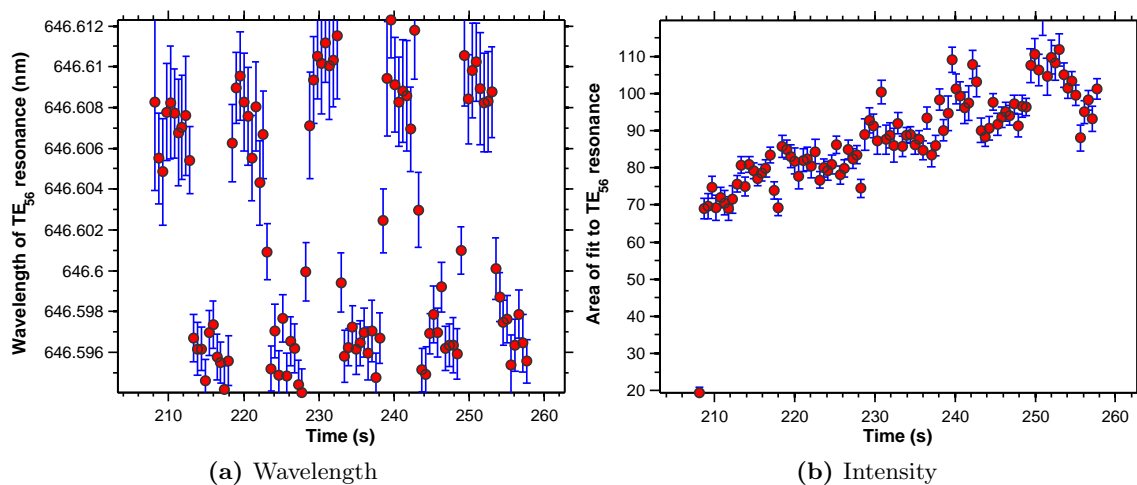 Wavelength of TE56 resonance (nm)
646.612
646.61
646.608
646.606
646.604
646.602
646.6
646.598
646.596
210 220 230 240 250 260
Time (s)
(a) Wavelength
Area of fit to TE56 resonance
110
100
90
80
70
60
50
40
30
20
210 220 230 240 250 260
Time (s)
(b) Intensity